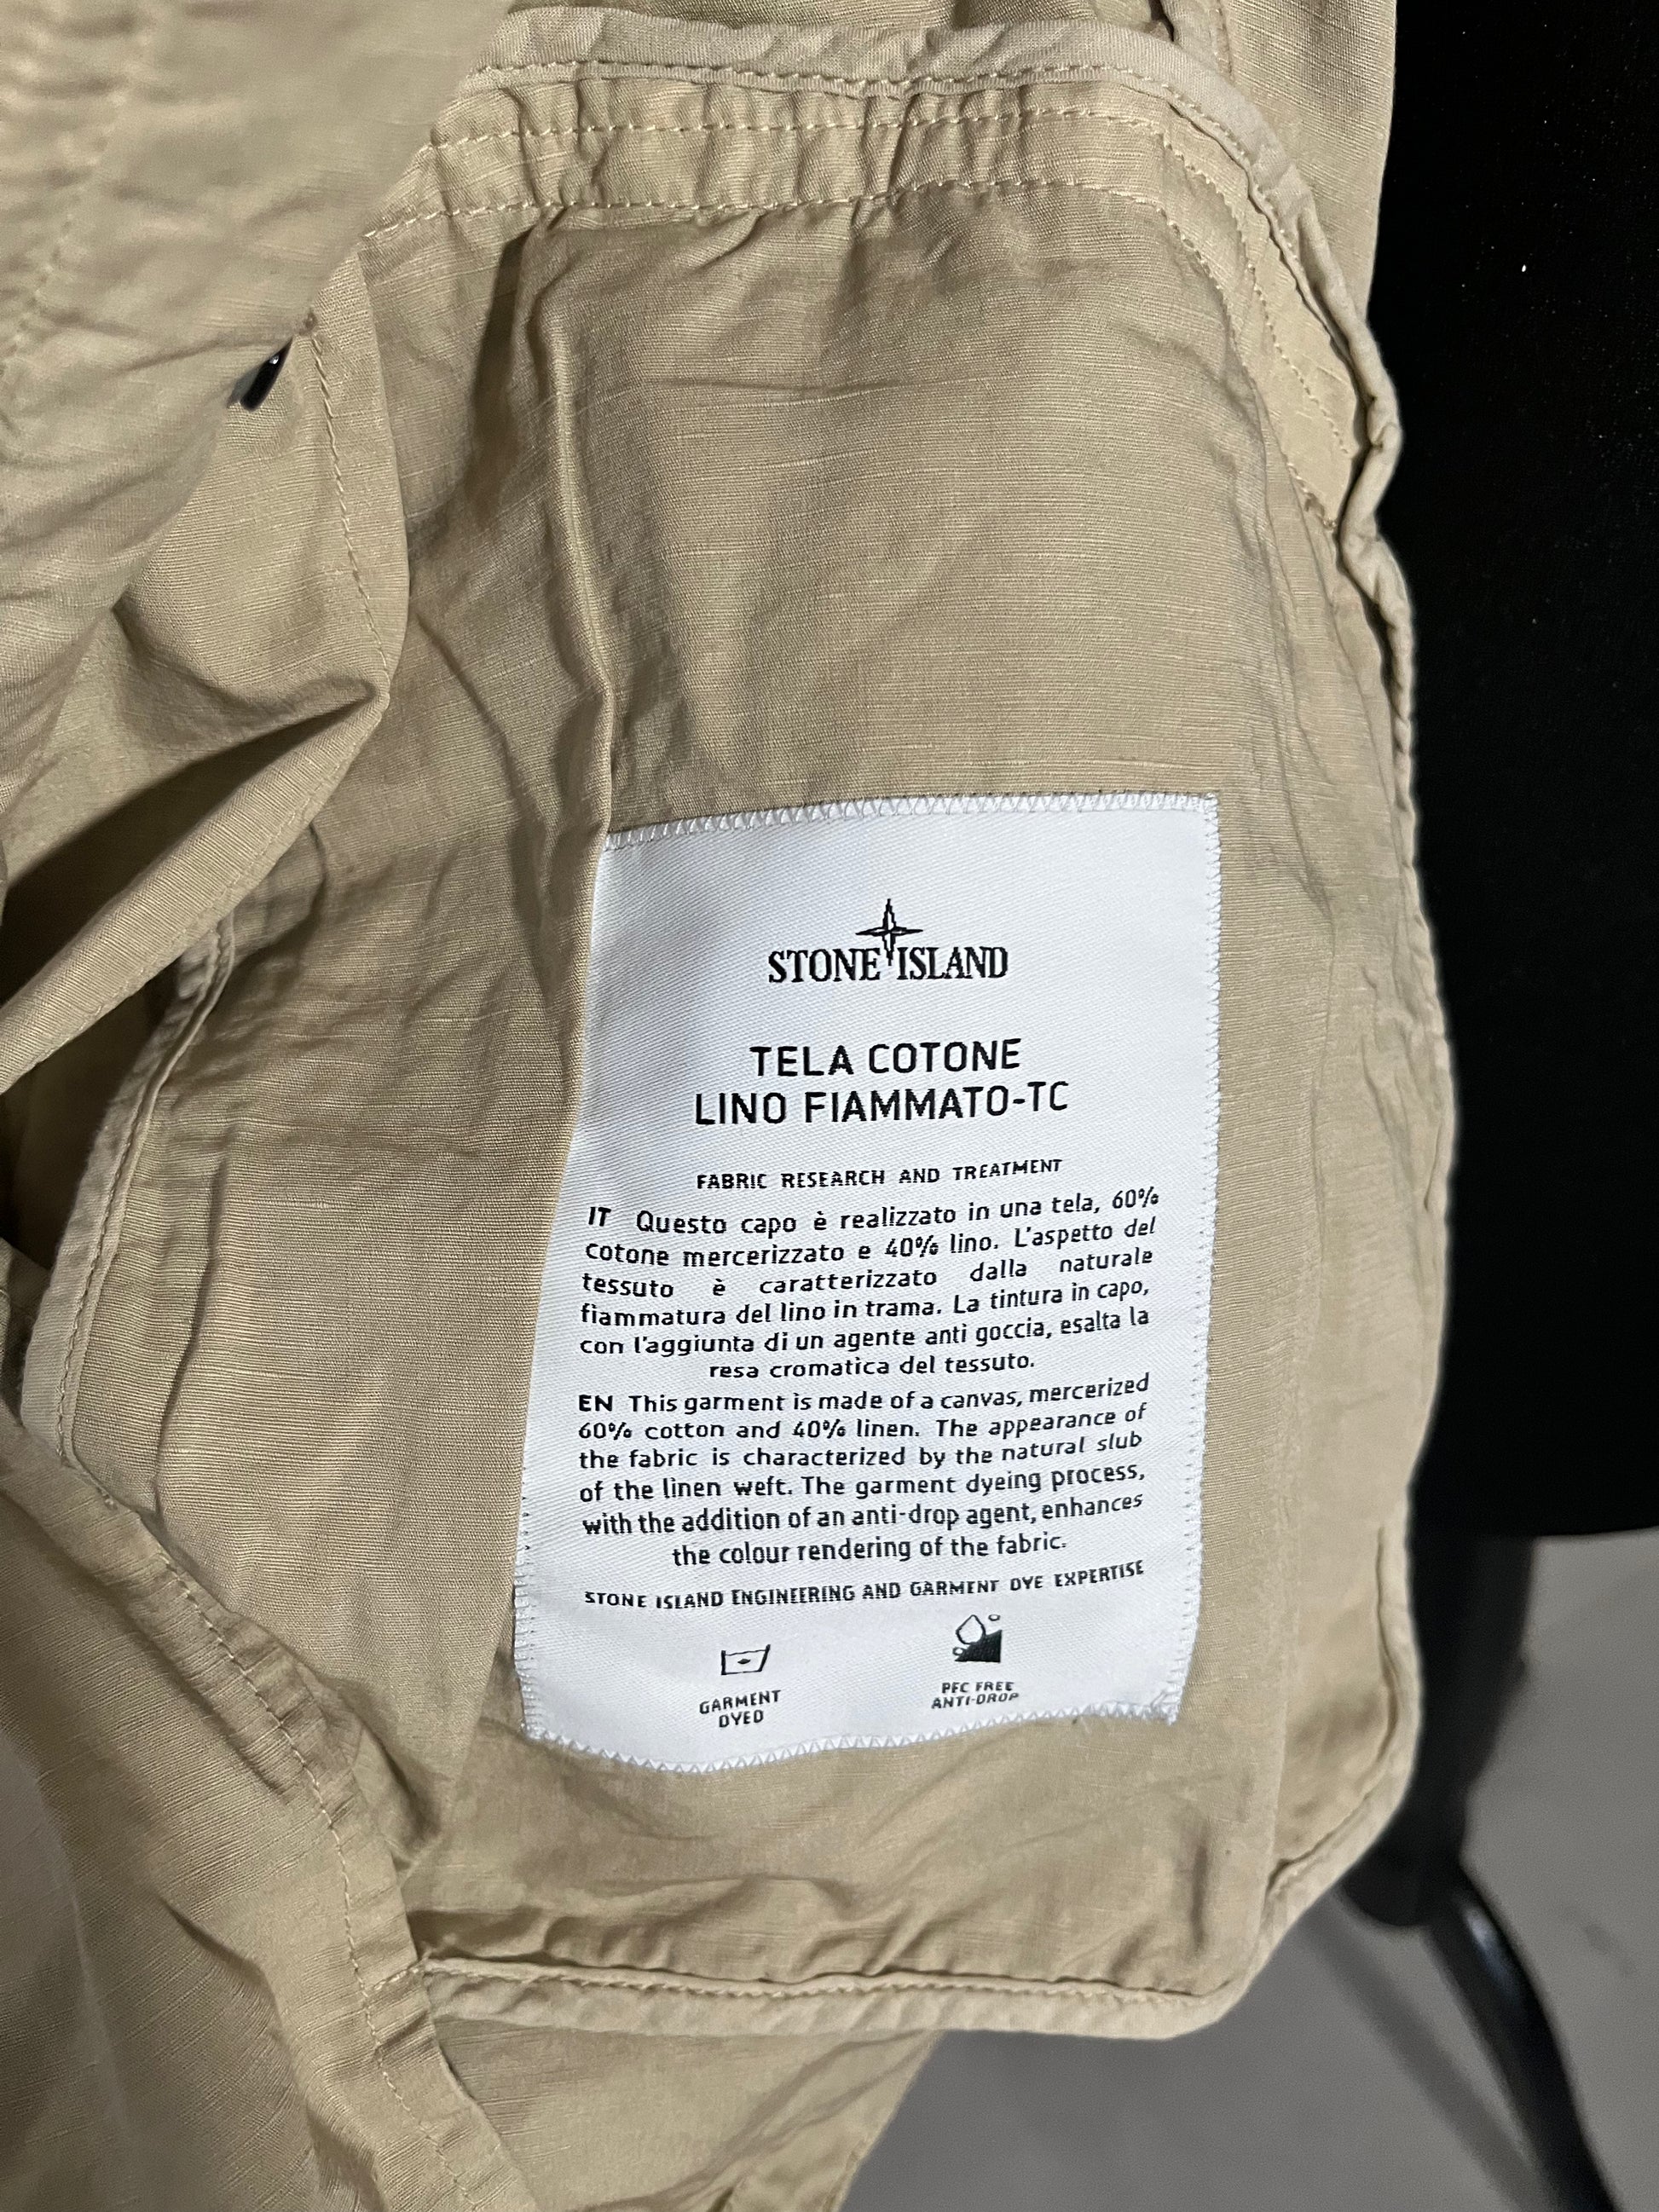 STONE ISLAND
TELA COTONE
LINO FIAMMATO-TC
FABRIC RESEARCH AND TREATMENT
IT Questo capo è realizzato in una tela, 60%
cotone mercerizzato e 40% lino. L'aspetto del
tessuto è caratterizzato dalla naturale
fiammatura del lino in trama. La tintura in capo,
con l'aggiunta di un agente anti goccia, esalta la
resa cromatica del tessuto.
EN This garment is made of a canvas, mercerized
60% cotton and 40% linen. The appearance of
the fabric is characterized by the natural slub
of the linen weft. The garment dyeing process,
with the addition of an anti-drop agent, enhances
the colour rendering of the fabric.
STONE ISLAND ENGINEERING AND GARMENT DYE EXPERTISE
GARMENT
DYED
PFC FREE
ANTI-DROP